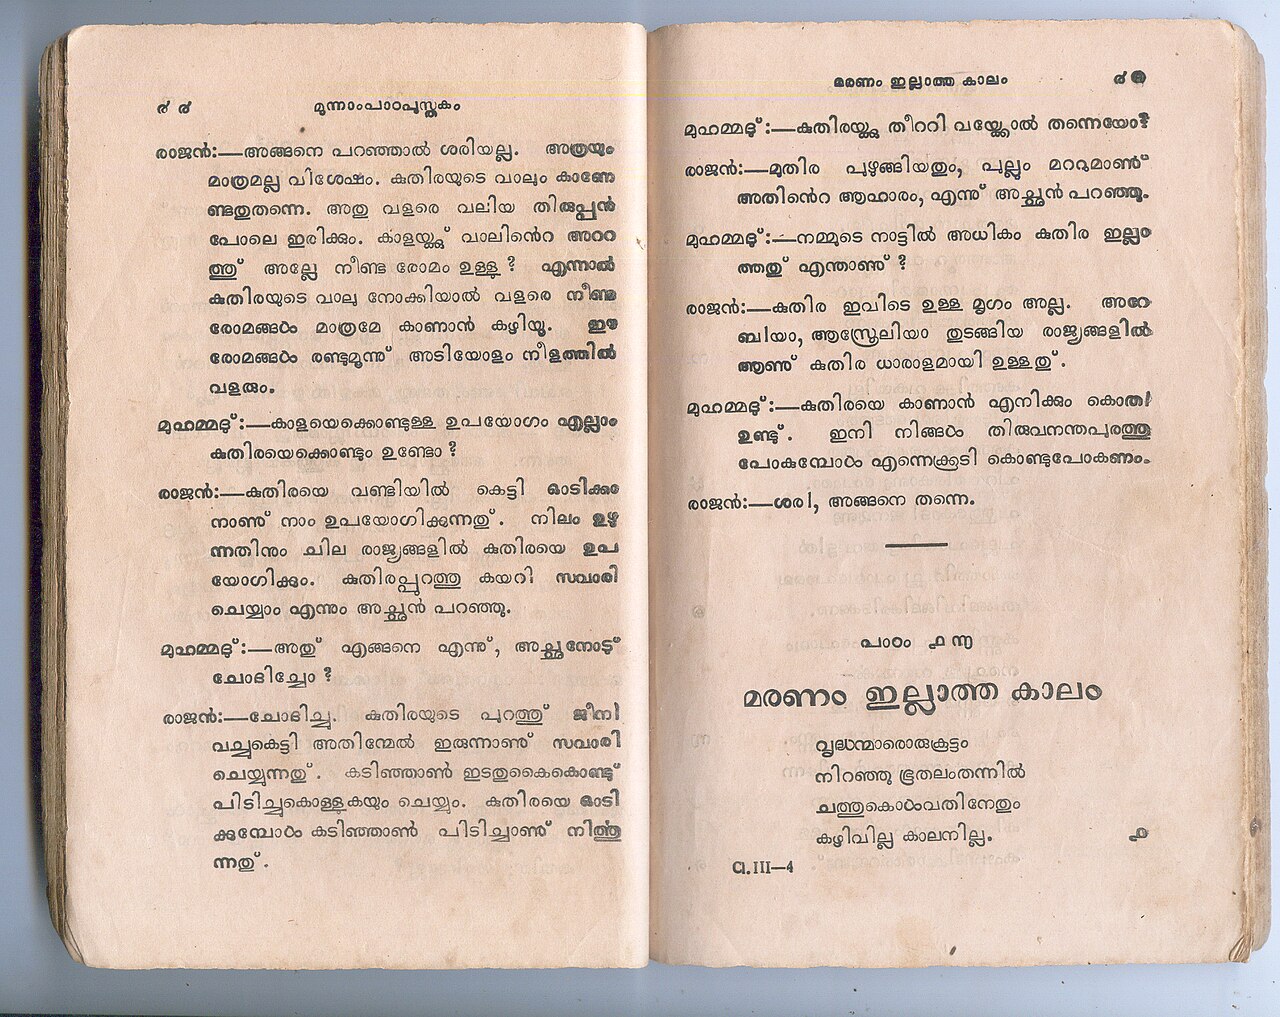 ൪൪ മൂന്നാംപാഠപുസ്തകം
രാജൻ:—അങ്ങനെ പറഞ്ഞാൽ ശരിയല്ല. അത്രയും
മാത്രമല്ല വിശേഷം. കുതിരയുടെ വാലും കാണേ
ണ്ടതുതന്നെ. അതു വളരെ വലിയ തിരുപ്പൻ
പോലെ ഇരിക്കും. കാളയ്ക്കു് വാലിൻെറ അററ
ത്തു് അല്ലേ നീണ്ട രോമം ഉള്ളു? എന്നാൽ
കുതിരയുടെ വാലു നോക്കിയാൽ വളരെ നീണ്ട
രോമങ്ങൾ മാത്രമേ കാണാൻ കഴിയൂ. ഈ
രോമങ്ങൾ രണ്ടുമൂന്നു് അടിയോളം നീളത്തിൽ
വളരും.
മുഹമ്മദു്:—കാളയെക്കൊണ്ടുള്ള ഉപയോഗം എല്ലാം
കുതിരയെക്കൊണ്ടും ഉണ്ടോ?
രാജൻ:—കുതിരയെ വണ്ടിയിൽ കെട്ടി ഓടിക്കാ
നാണു് നാം ഉപയോഗിക്കുന്നതു്. നിലം ഉഴു
ന്നതിനും ചില രാജ്യങ്ങളിൽ കുതിരയെ ഉപ
യോഗിക്കും. കുതിരപ്പുറത്തു കയറി സവാരി
ചെയ്യാം എന്നും അച്ഛൻ പറഞ്ഞു.
മുഹമ്മദു്:—അതു് എങ്ങനെ എന്നു്, അച്ഛനോടു്
ചോദിച്ചോ?
രാജൻ:—ചോദിച്ചു. കുതിരയുടെ പുറത്തു് ജീനി
വച്ചുകെട്ടി അതിന്മേൽ ഇരുന്നാണു് സവാരി
ചെയ്യുന്നതു്. കടിഞ്ഞാൺ ഇടതുകൈകൊണ്ടു്
പിടിച്ചുകൊള്ളുകയും ചെയ്യും. കുതിരയെ ഓടി
ക്കുമ്പോൾ കടിഞ്ഞാൺ പിടിച്ചാണു് നിർത്തു
ന്നതു്.
മരണം ഇല്ലാത്ത കാലം ൪൫
മുഹമ്മദു്:—കുതിരയ്ക്കു തീററി വയ്ക്കോൽ തന്നെയോ?
രാജൻ:—മുതിര പുഴുങ്ങിയതും, പുല്ലും മററുമാണു്
അതിൻെറ ആഹാരം, എന്നു് അച്ഛൻ പറഞ്ഞു.
മുഹമ്മദു്:—നമ്മുടെ നാട്ടിൽ അധികം കുതിര ഇല്ലാ
ത്തതു് എന്താണു്?
രാജൻ:—കുതിര ഇവിടെ ഉള്ള മൃഗം അല്ല. അറേ
ബിയാ, ആസ്ത്രേലിയാ തുടങ്ങിയ രാജ്യങ്ങളിൽ
ആണു് കുതിര ധാരാളമായി ഉള്ളതു്.
മുഹമ്മദു്:—കുതിരയെ കാണാൻ എനിക്കും കൊതി
ഉണ്ടു്. ഇനി നിങ്ങൾ തിരുവനന്തപുരത്തു
പോകുമ്പോൾ എന്നെക്കൂടി കൊണ്ടുപോകണം.
രാജൻ:—ശരി, അങ്ങനെ തന്നെ.
പാഠം ൧൩
മരണം ഇല്ലാത്ത കാലം
വൃദ്ധന്മാരൊരുകൂട്ടം
നിറഞ്ഞു ഭൂതലംതന്നിൽ
ചത്തുകൊൾവതിനേതും
കഴിവില്ല കാലനില്ല. ൧
Cl. III—4